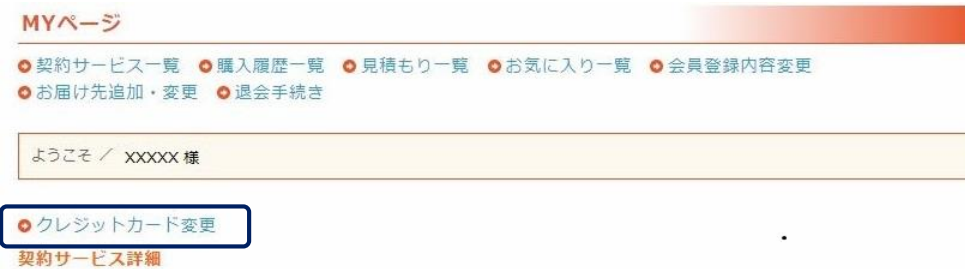 MYページ
契約サービス一覧 購入履歴一覧 見積もり一覧 お気に入り一覧 会員登録内容変更
お届け先追加・変更 退会手続き
ようこそ / XXXXX 様
クレジットカード変更
契約サービス詳細